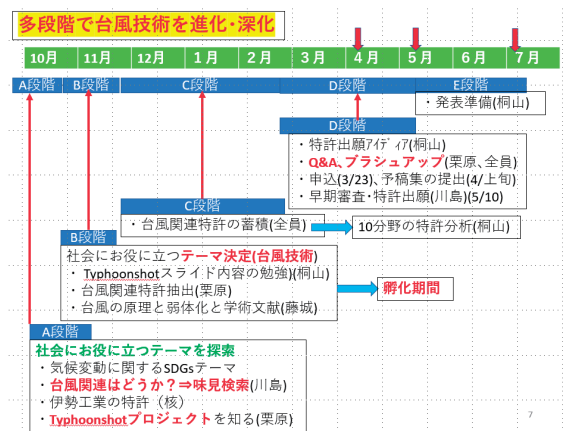 多段階で台風技術を進化･深化
10月 11月 12月 1月 2月 3月 4月 5月 6月 7月
A段階 B段階 C段階 D段階 E段階
・発表準備(桐山)
D段階
・特許出願ｱｲﾃﾞｨｱ(桐山)
・Q&A、ブラシュアップ(栗原、全員)
・申込(3/23)、予稿集の提出(4/上旬)
・早期審査･特許出願(川島)(5/10)
C段階
・台風関連特許の蓄積(全員)
10分野の特許分析(桐山)
B段階
社会にお役に立つテーマ決定(台風技術)
・Typhoonshotスライド内容の勉強)(桐山)
・台風関連特許抽出(栗原)
・台風の原理と弱体化と学術文献(藤城)
孵化期間
A段階
社会にお役に立つテーマを探索
・気候変動に関するSDGsテーマ
・台風関連はどうか？⇒味見検索(川島)
・伊勢工業の特許（核）
・Typhoonshotプロジェクトを知る(栗原)
7